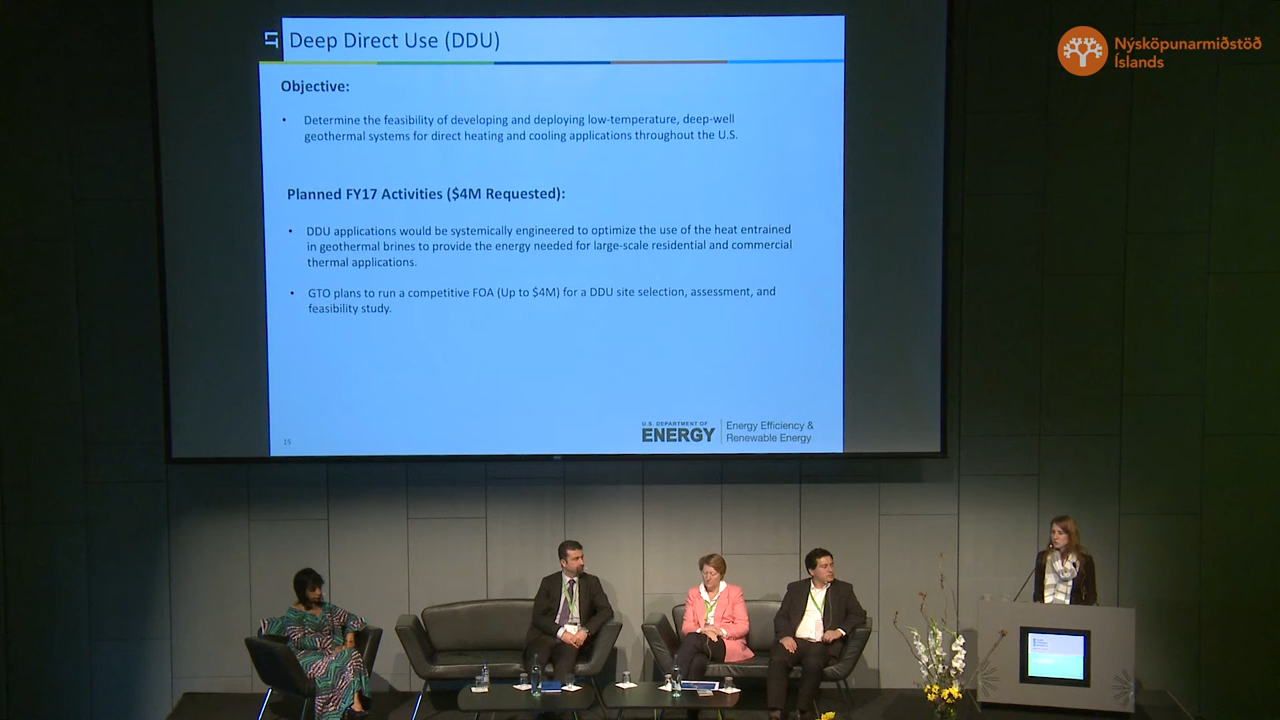 Deep Direct Use (DDU)
Nýsköpunarmiðstöð
Íslands
Objective:
• Determine the feasibility of developing and deploying low-temperature, deep-well
geothermal systems for direct heating and cooling applications throughout the U.S.
Planned FY17 Activities ($4M Requested):
• DDU applications would be systemically engineered to optimize the use of the heat entrained
in geothermal brines to provide the energy needed for large-scale residential and commercial
thermal applications.
• GTO plans to run a competitive FOA (Up to $4M) for a DDU site selection, assessment, and
feasibility study.
15
U.S. DEPARTMENT OF
ENERGY
Energy Efficiency &
Renewable Energy